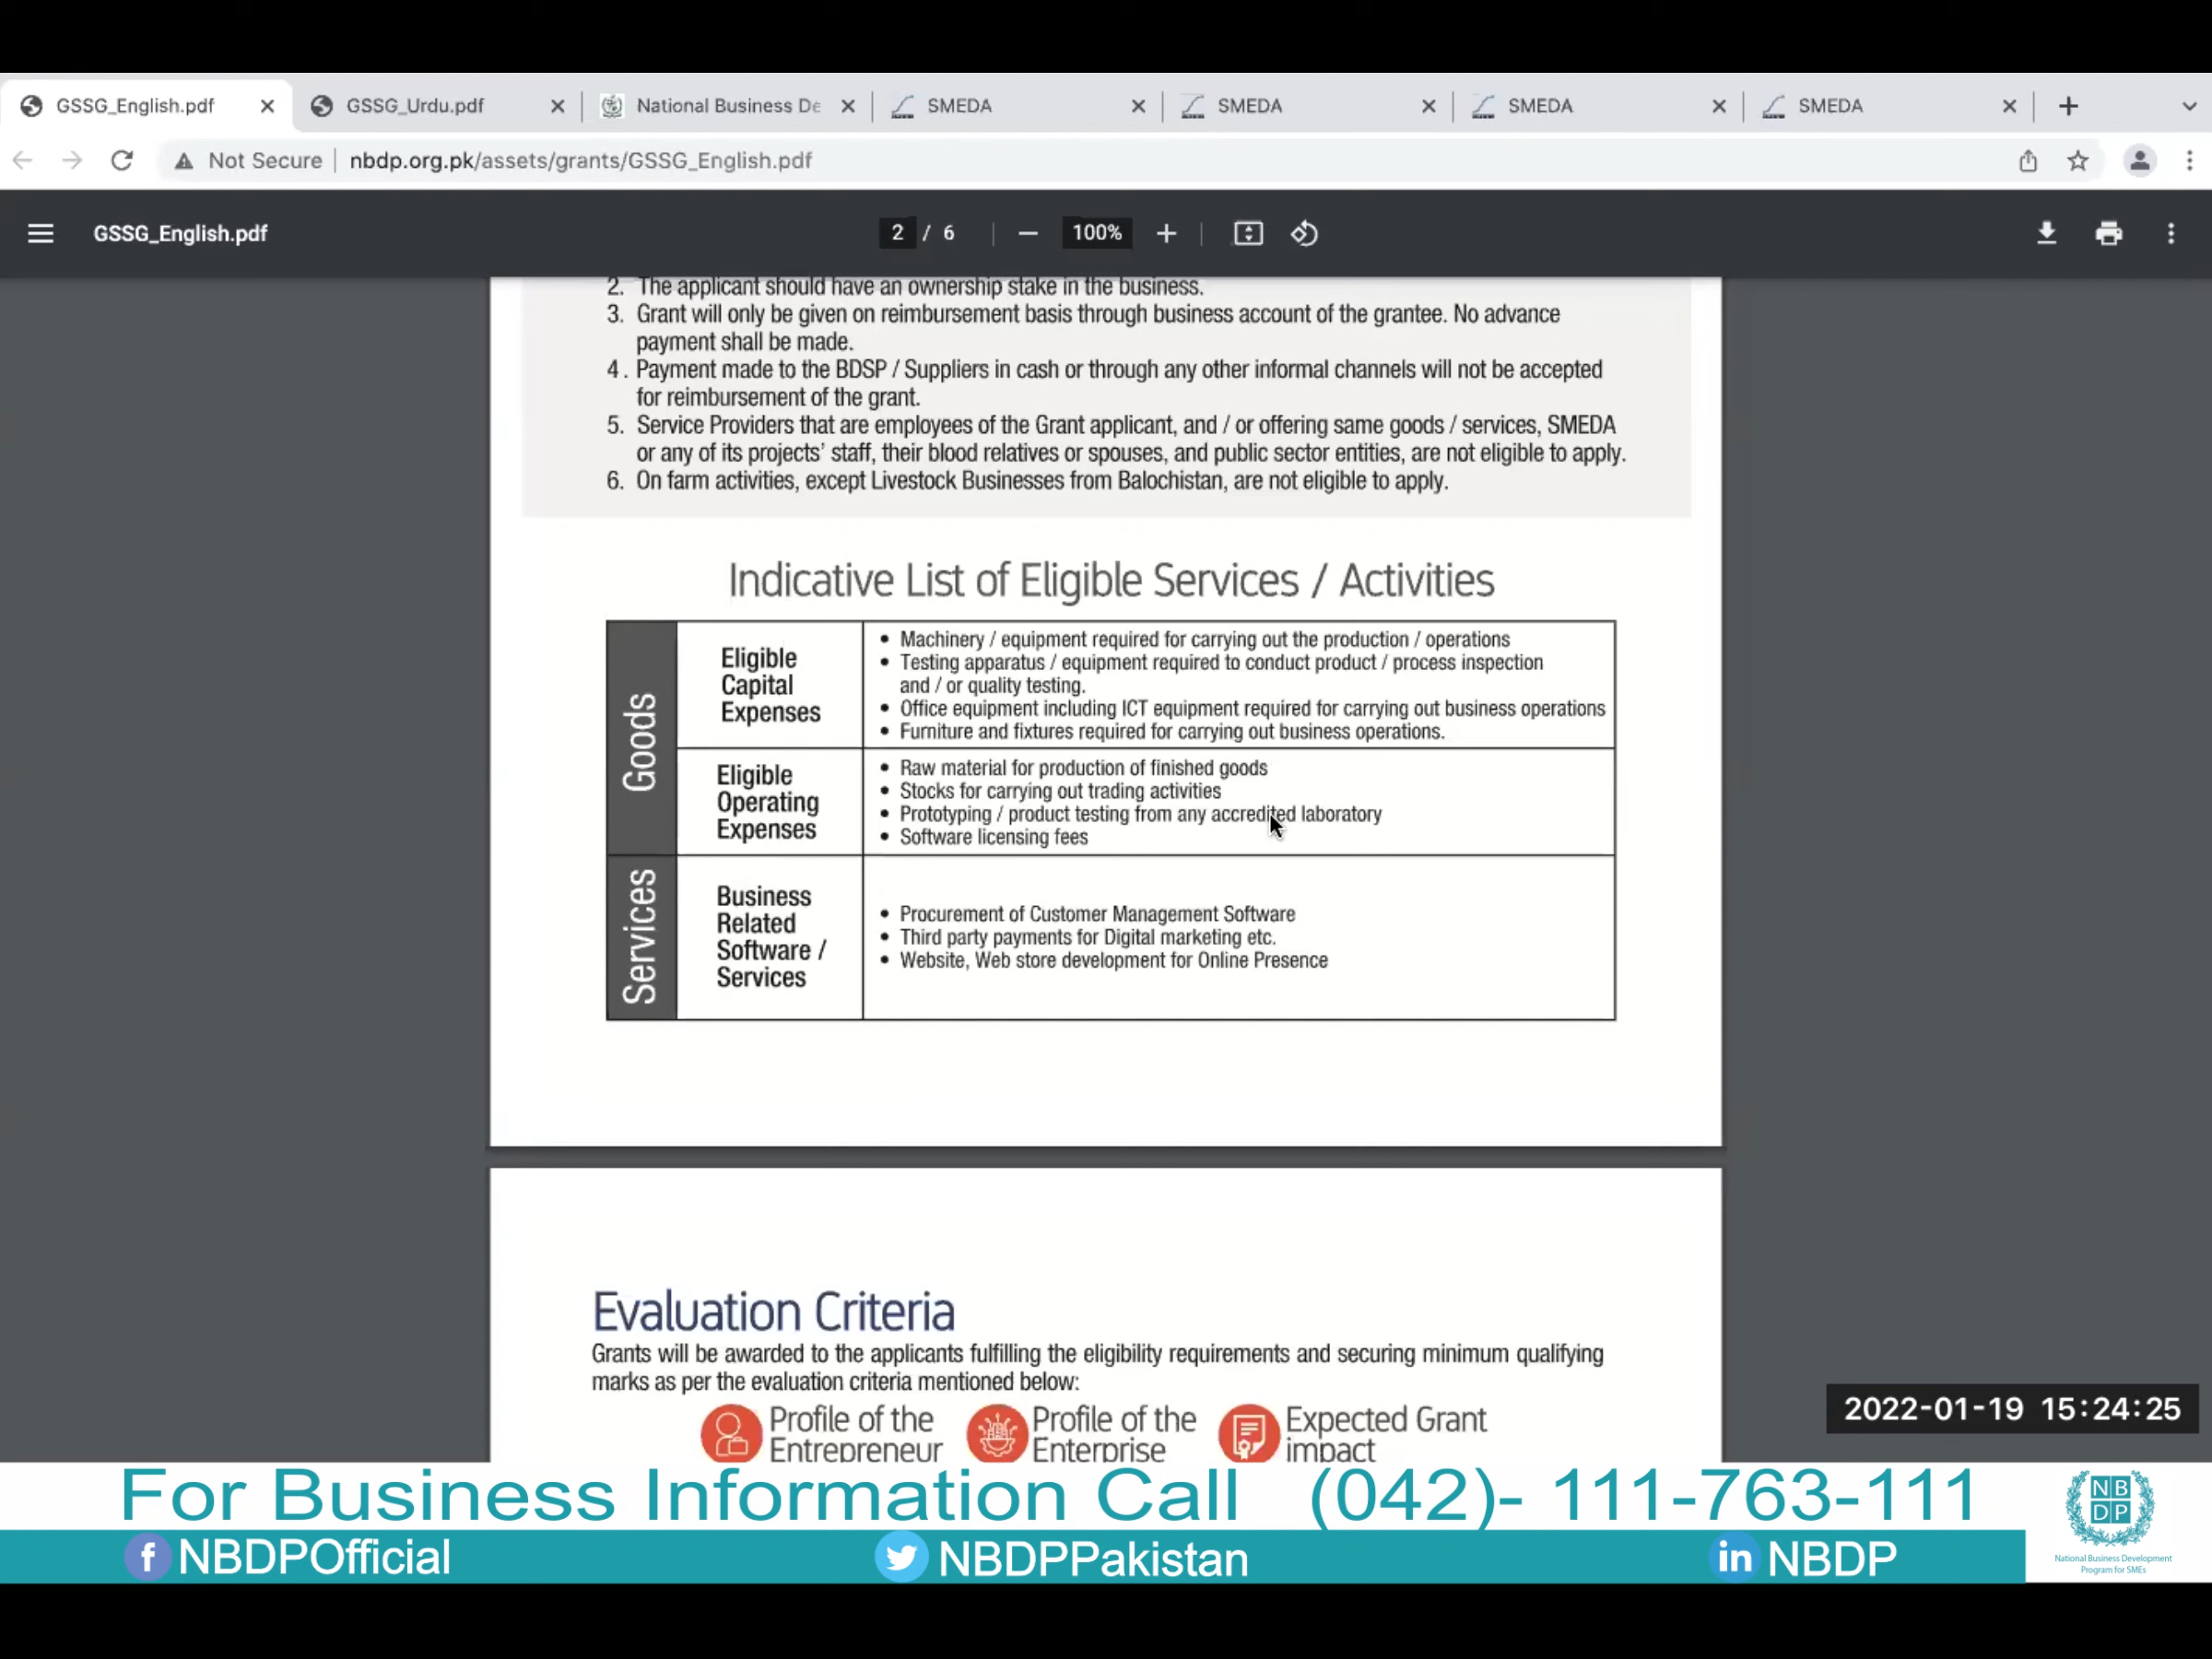 GSSG_English.pdf
GSSG_Urdu.pdf
National Business De
SMEDA
SMEDA
SMEDA
SMEDA
Not Secure
nbdp.org.pk/assets/grants/GSSG_English.pdf
GSSG_English.pdf
2 / 6
100%
2. The applicant should have an ownership stake in the business.
3. Grant will only be given on reimbursement basis through business account of the grantee. No advance
payment shall be made.
4. Payment made to the BDSP / Suppliers in cash or through any other informal channels will not be accepted
for reimbursement of the grant.
5. Service Providers that are employees of the Grant applicant, and / or offering same goods / services, SMEDA
or any of its projects' staff, their blood relatives or spouses, and public sector entities, are not eligible to apply.
6. On farm activities, except Livestock Businesses from Balochistan, are not eligible to apply.
Indicative List of Eligible Services / Activities
Goods
Eligible
Capital
Expenses
• Machinery / equipment required for carrying out the production / operations
• Testing apparatus / equipment required to conduct product / process inspection
and / or quality testing.
• Office equipment including ICT equipment required for carrying out business operations
• Furniture and fixtures required for carrying out business operations.
Eligible
Operating
Expenses
• Raw material for production of finished goods
• Stocks for carrying out trading activities
• Prototyping / product testing from any accredited laboratory
• Software licensing fees
Services
Business
Related
Software /
Services
• Procurement of Customer Management Software
• Third party payments for Digital marketing etc.
• Website, Web store development for Online Presence
Evaluation Criteria
Grants will be awarded to the applicants fulfilling the eligibility requirements and securing minimum qualifying
marks as per the evaluation criteria mentioned below:
Profile of the
Entrepreneur
Profile of the
Enterprise
Expected Grant
impact
2022-01-19 15:24:25
For Business Information Call (042)- 111-763-111
NBDPOfficial
NBDPPakistan
in NBDP
NB
DP
National Business Development
Program for SMEs